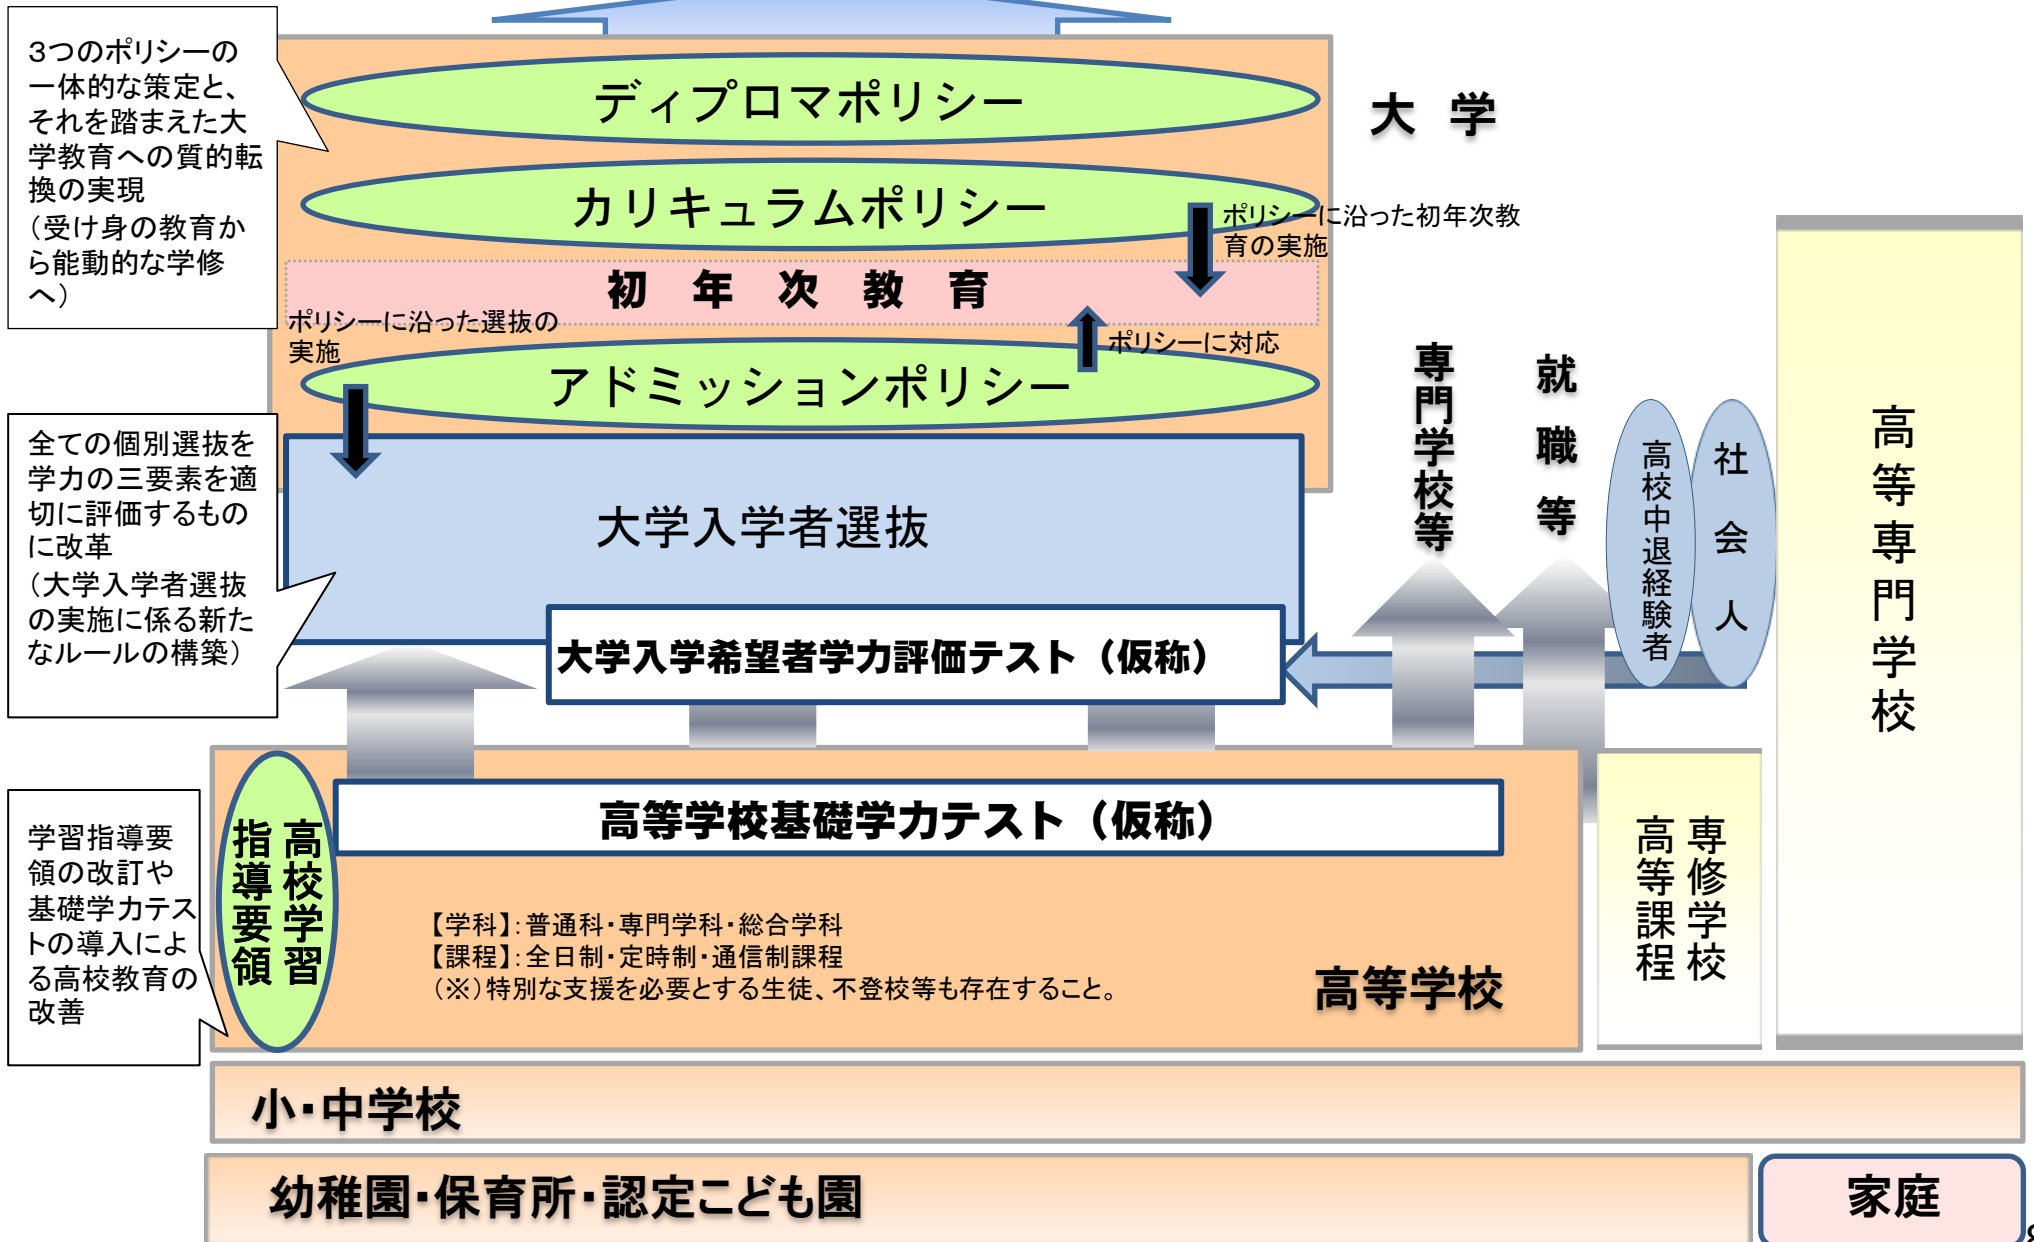 3つのポリシーの
一体的な策定と、
それを踏まえた大
学教育への質的転
換の実現
（受け身の教育か
ら能動的な学修
へ）
ディプロマポリシー
大 学
カリキュラムポリシー
ポリシーに沿った初年次教
育の実施
初 年 次 教 育
ポリシーに沿った選抜の
実施
ポリシーに対応
アドミッションポリシー
全ての個別選抜を
学力の三要素を適
切に評価するもの
に改革
（大学入学者選抜
の実施に係る新た
なルールの構築）
大学入学者選抜
大学入学希望者学力評価テスト（仮称）
専門学校等
就職等
高校中退経験者
社会人
高等専門学校
学習指導要
領の改訂や
基礎学力テス
トの導入によ
る高校教育の
改善
高校学習
指導要領
高等学校基礎学力テスト（仮称）
【学科】：普通科・専門学科・総合学科
【課程】：全日制・定時制・通信制課程
（※）特別な支援を必要とする生徒、不登校等も存在すること。
高等学校
専修学校
高等課程
小・中学校
幼稚園・保育所・認定こども園
家庭